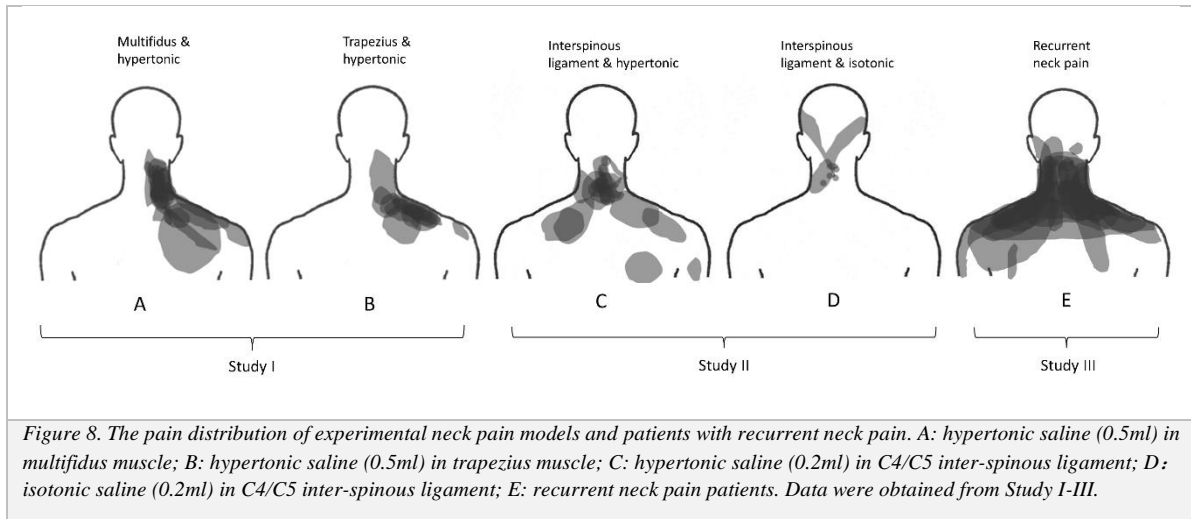 Multifidus &
hypertonic
Trapezius &
hypertonic
Interspinous
ligament & hypertonic
Interspinous
ligament & isotonic
Recurrent
neck pain
A
B
C
D
E
Study I
Study II
Study III
Figure 8. The pain distribution of experimental neck pain models and patients with recurrent neck pain. A: hypertonic saline (0.5ml) in
multifidus muscle; B: hypertonic saline (0.5ml) in trapezius muscle; C: hypertonic saline (0.2ml) in C4/C5 inter-spinous ligament; D：
isotonic saline (0.2ml) in C4/C5 inter-spinous ligament; E: recurrent neck pain patients. Data were obtained from Study I-III.